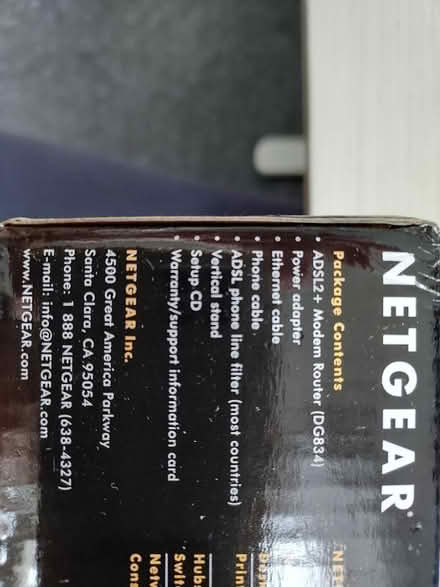 NETGEAR®
Package Contents
• ADSL2+ Modem Router (DG834)
• Power adapter
• Ethernet cable
• Phone cable
• ADSL phone line filter (most countries)
• Vertical stand
• Setup CD
• Warranty/support information card
NETGEAR Inc.
4500 Great America Parkway
Santa Clara, CA 95054
Phone: 1 888 NETGEAR (638-4327)
E-mail: info@NETGEAR.com
www.NETGEAR.com